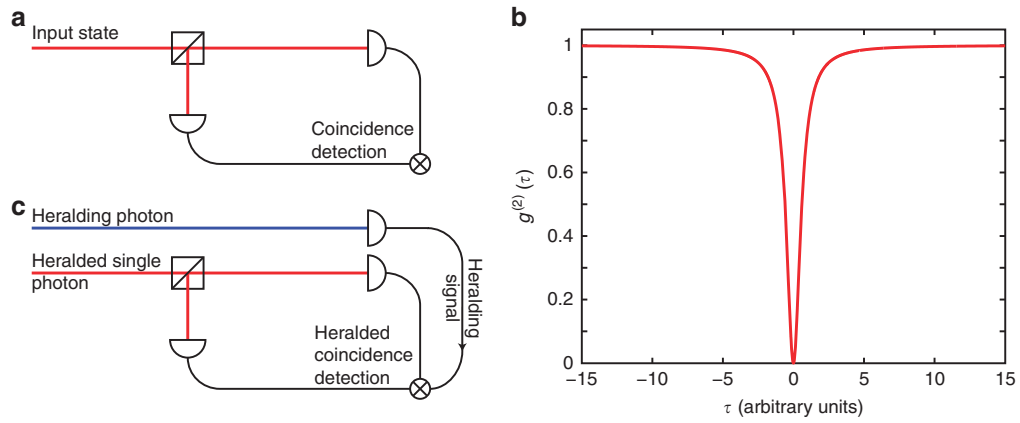 a
Input state
Coincidence
detection
c
Heralding photon
Heralded single
photon
Heralding
signal
Heralded
coincidence
detection
b
g(2) (τ)
1
0.8
0.6
0.4
0.2
0
−15
−10
−5
0
5
10
15
τ (arbitrary units)